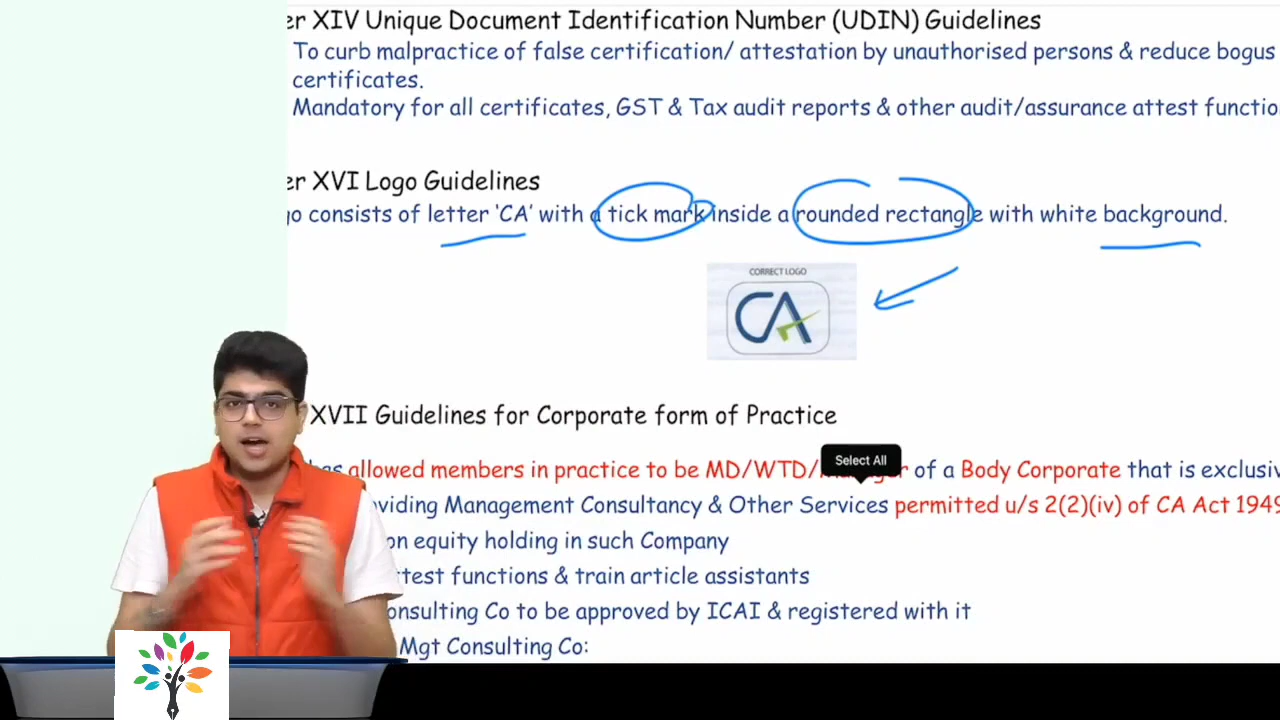 er XIV Unique Document Identification Number (UDIN) Guidelines
To curb malpractice of false certification/ attestation by unauthorised persons & reduce bogus
certificates.
Mandatory for all certificates, GST & Tax audit reports & other audit/assurance attest functio
er XVI Logo Guidelines
go consists of letter 'CA' with a tick mark inside a rounded rectangle with white background.
CORRECT LOGO
CA
XVII Guidelines for Corporate form of Practice
has allowed members in practice to be MD/WTD/ of a Body Corporate that is exclusiv
Select All
oviding Management Consultancy & Other Services permitted u/s 2(2)(iv) of CA Act 1949
on equity holding in such Company
ttest functions & train article assistants
onsulting Co to be approved by ICAI & registered with it
Mgt Consulting Co: